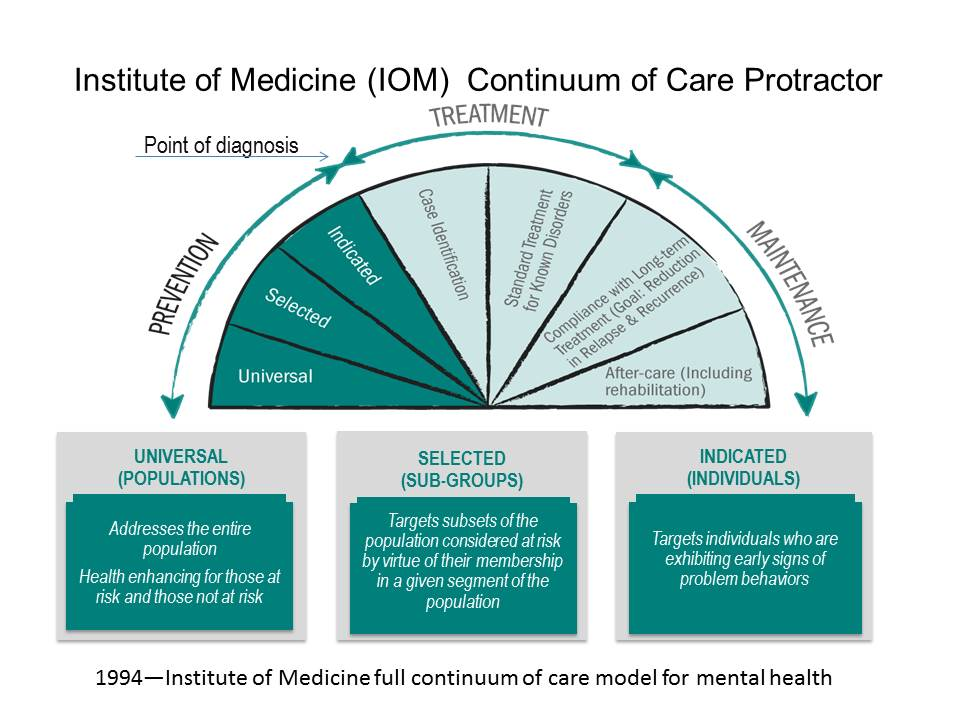 Institute of Medicine (IOM)  Continuum of Care Protractor
TREATMENT
Point of diagnosis
PREVENTION
MAINTENANCE
Universal
Selected
Indicated
Case Identification
Standard Treatment
for Known Disorders
Compliance with Long-term
Treatment (Goal: Reduction
in Relapse & Recurrence)
After-care (Including
rehabilitation)
UNIVERSAL
(POPULATIONS)
Addresses the entire
population
Health enhancing for those at
risk and those not at risk
SELECTED
(SUB-GROUPS)
Targets subsets of the
population considered at risk
by virtue of their membership
in a given segment of the
population
INDICATED
(INDIVIDUALS)
Targets individuals who are
exhibiting early signs of
problem behaviors
1994—Institute of Medicine full continuum of care model for mental health